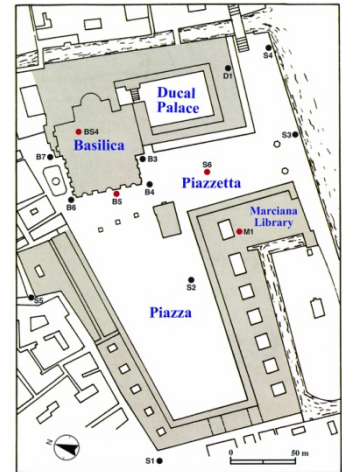 S4
D1
Ducal
Palace
BS4
Basilica
S3
B7
B3
S6
B4
Piazzetta
B5
B6
Marciana
Library
M1
S2
S5
Piazza
N
0 50 m
S1